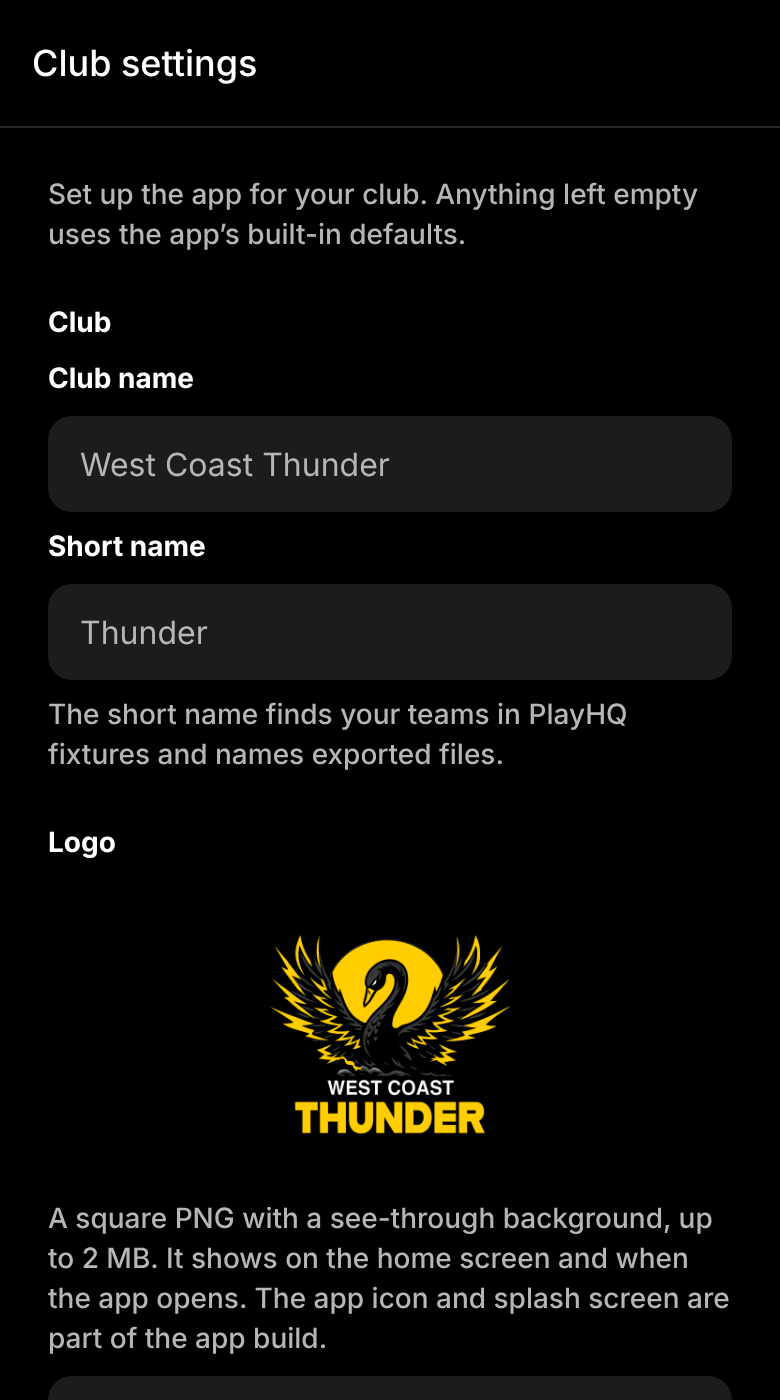 Club settings
Set up the app for your club. Anything left empty
uses the app’s built-in defaults.
Club
Club name
West Coast Thunder
Short name
Thunder
The short name finds your teams in PlayHQ
fixtures and names exported files.
Logo
WEST COAST
THUNDER
A square PNG with a see-through background, up
to 2 MB. It shows on the home screen and when
the app opens. The app icon and splash screen are
part of the app build.